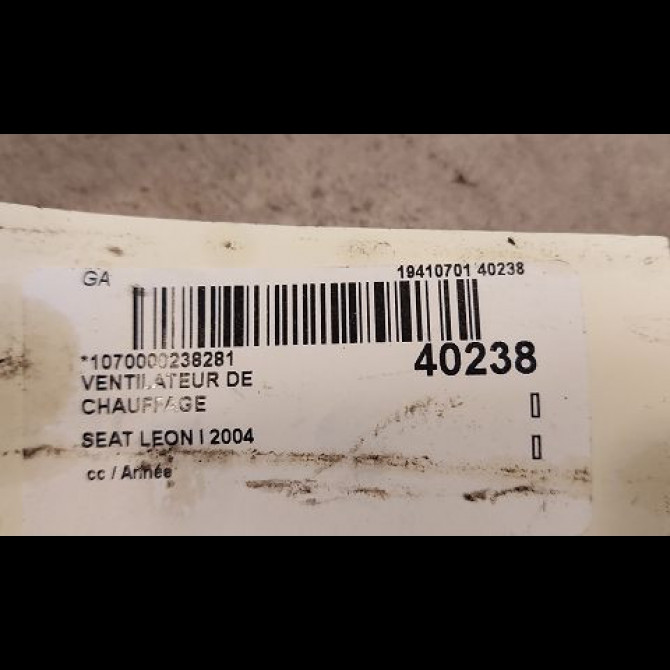 GA
19410701 40238
*1070000238281
40238
VENTILATEUR DE
CHAUFFAGE
SEAT LEON I 2004
cc / Année